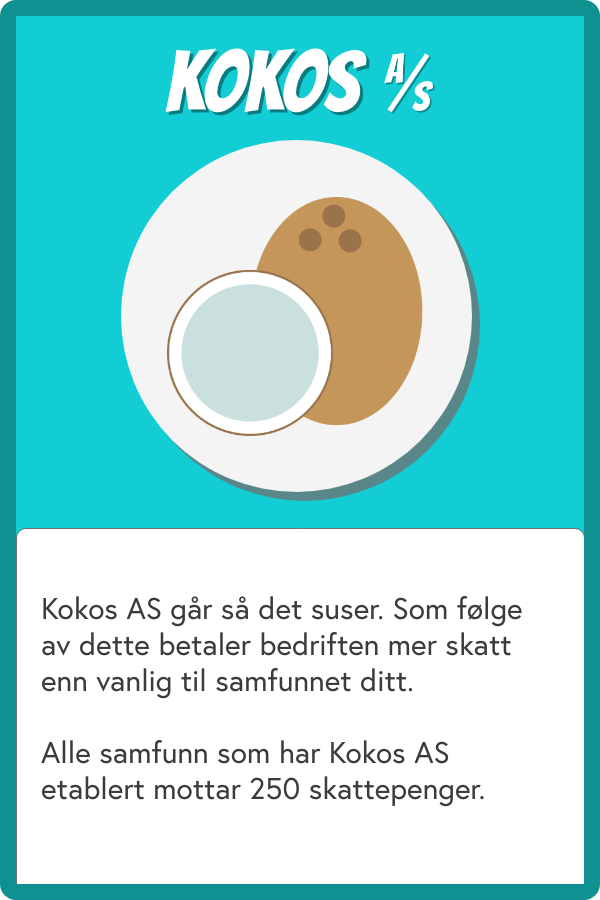 KOKOS A/S
Kokos AS går så det suser. Som følge
av dette betaler bedriften mer skatt
enn vanlig til samfunnet ditt.
Alle samfunn som har Kokos AS
etablert mottar 250 skattepenger.